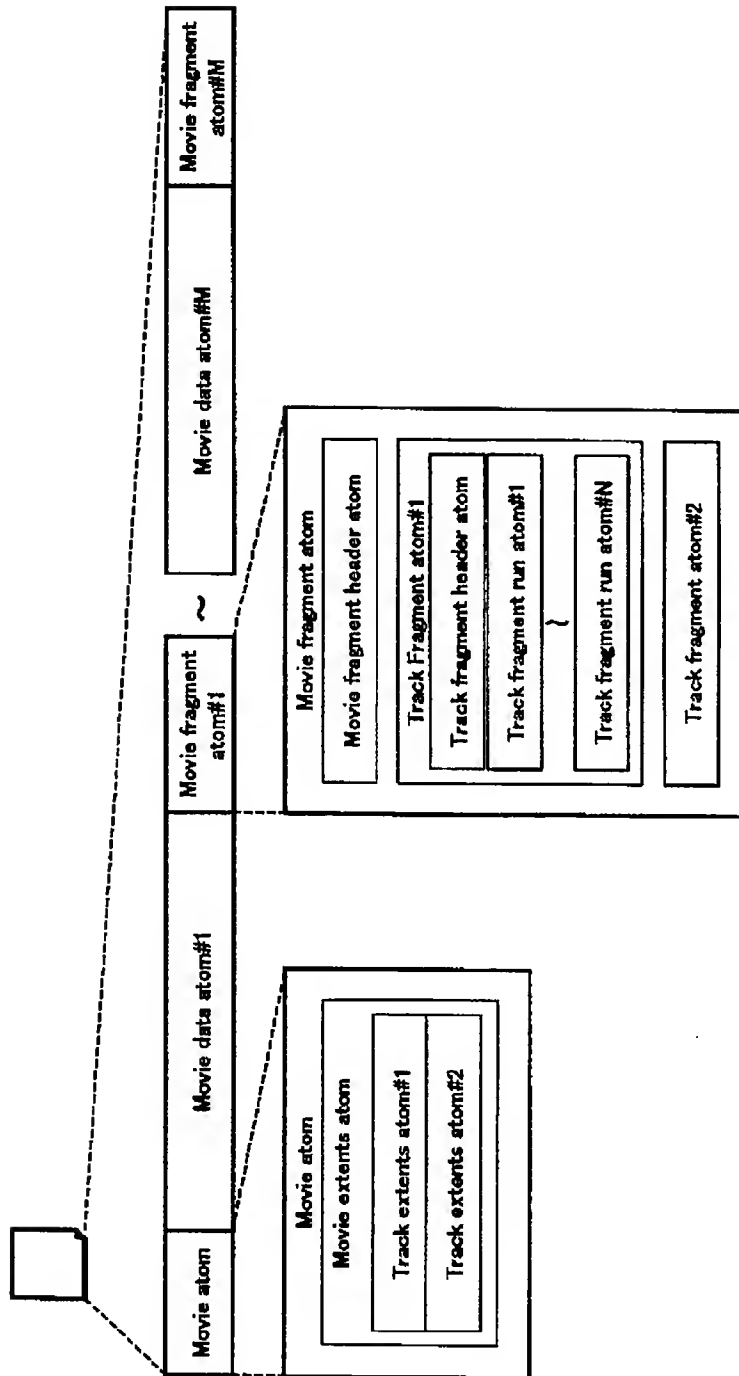 Movie atom
Movie data atom#1
Movie fragment
atom#1
~
Movie data atom#M
Movie fragment
atom#M
Movie atom
Movie extents atom
Track extents atom#1
Track extents atom#2
Movie fragment atom
Movie fragment header atom
Track Fragment atom#1
Track fragment header atom
Track fragment run atom#1
~
Track fragment run atom#N
Track fragment atom#2